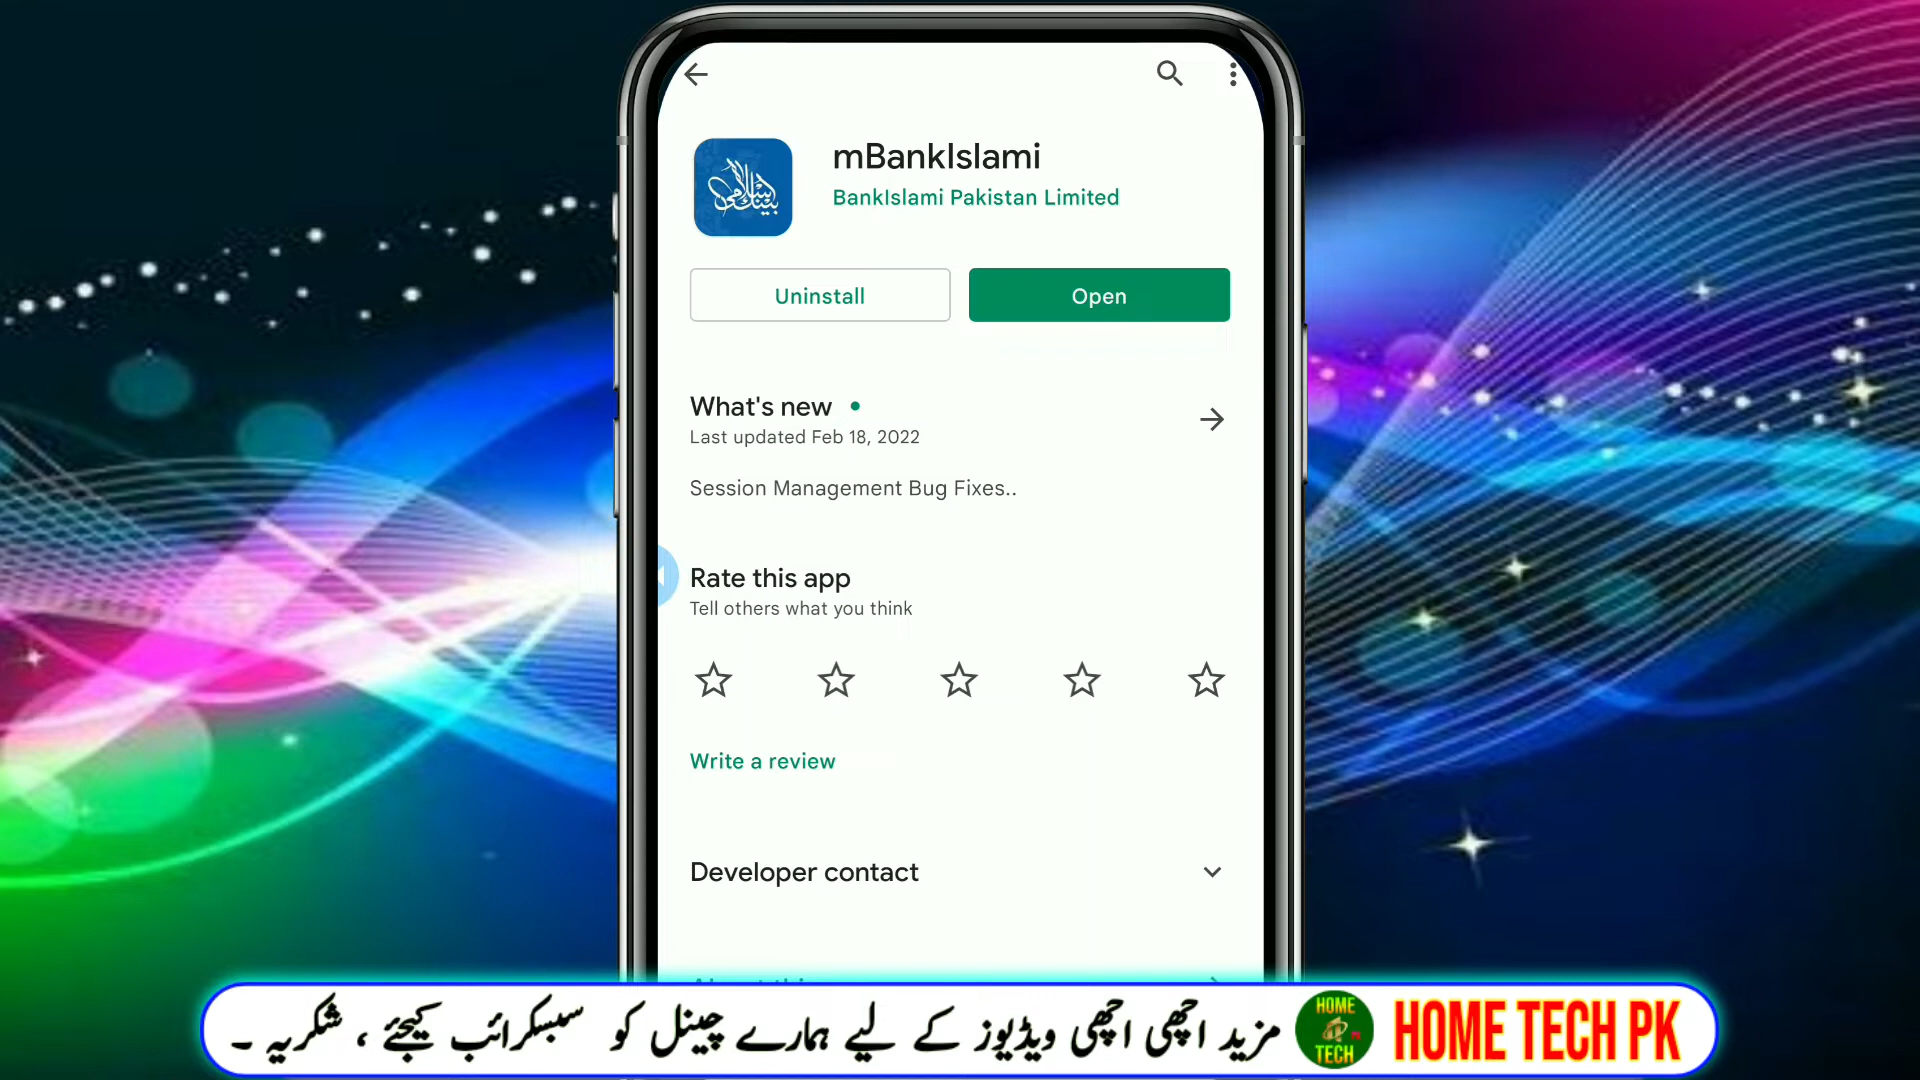 mBankIslami
BankIslami Pakistan Limited
بینک اسلامی
Uninstall
Open
What's new
Last updated Feb 18, 2022
Session Management Bug Fixes..
Rate this app
Tell others what you think
Write a review
Developer contact
مزید اچھی اچھی ویڈیوز کے لیے ہمارے چینل کو سبسکرائب کیجئے ، شکریہ ۔
HOME
TECH
HOME TECH PK